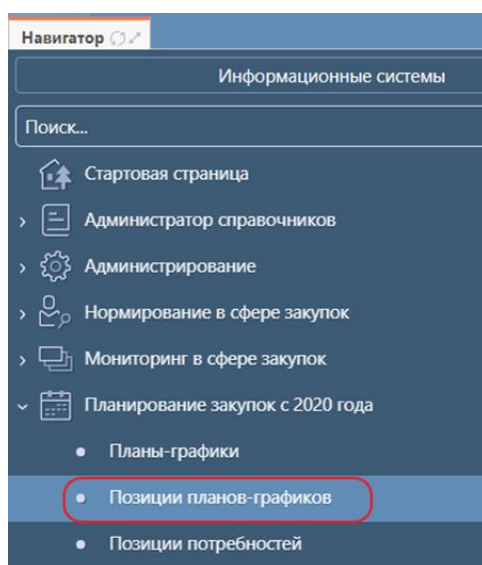 Навигатор
Информационные системы
Поиск...
Стартовая страница
Администратор справочников
Администрирование
Нормирование в сфере закупок
Мониторинг в сфере закупок
Планирование закупок с 2020 года
Планы-графики
Позиции планов-графиков
Позиции потребностей